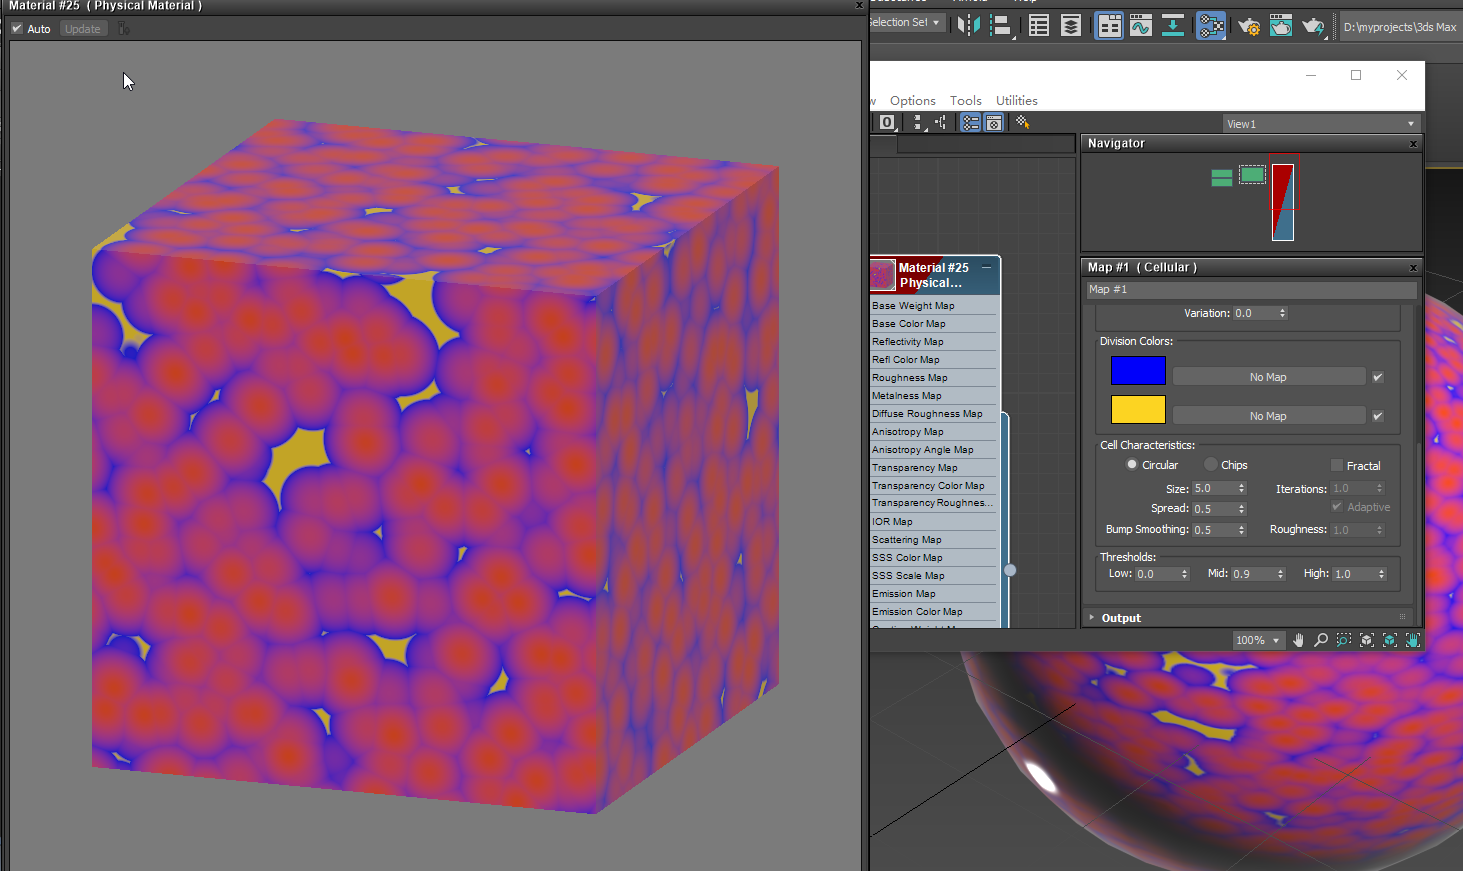 Material #25 ( Physical Material )
x
Auto
Update
Selection Set
D:\myprojects\3ds Max
Options
Tools
Utilities
0
View1
Navigator
x
Material #25
Physical...
Base Weight Map
Base Color Map
Reflectivity Map
Refl Color Map
Roughness Map
Metalness Map
Diffuse Roughness Map
Anisotropy Map
Anisotropy Angle Map
Transparency Map
Transparency Color Map
Transparency Roughnes...
IOR Map
Scattering Map
SSS Color Map
SSS Scale Map
Emission Map
Emission Color Map
Map #1 ( Cellular )
x
Map #1
Variation: 0.0
Division Colors:
No Map
No Map
Cell Characteristics:
Circular
Chips
Fractal
Size: 5.0
Iterations: 1.0
Spread: 0.5
Adaptive
Bump Smoothing: 0.5
Roughness: 1.0
Thresholds:
Low: 0.0
Mid: 0.9
High: 1.0
Output
100%